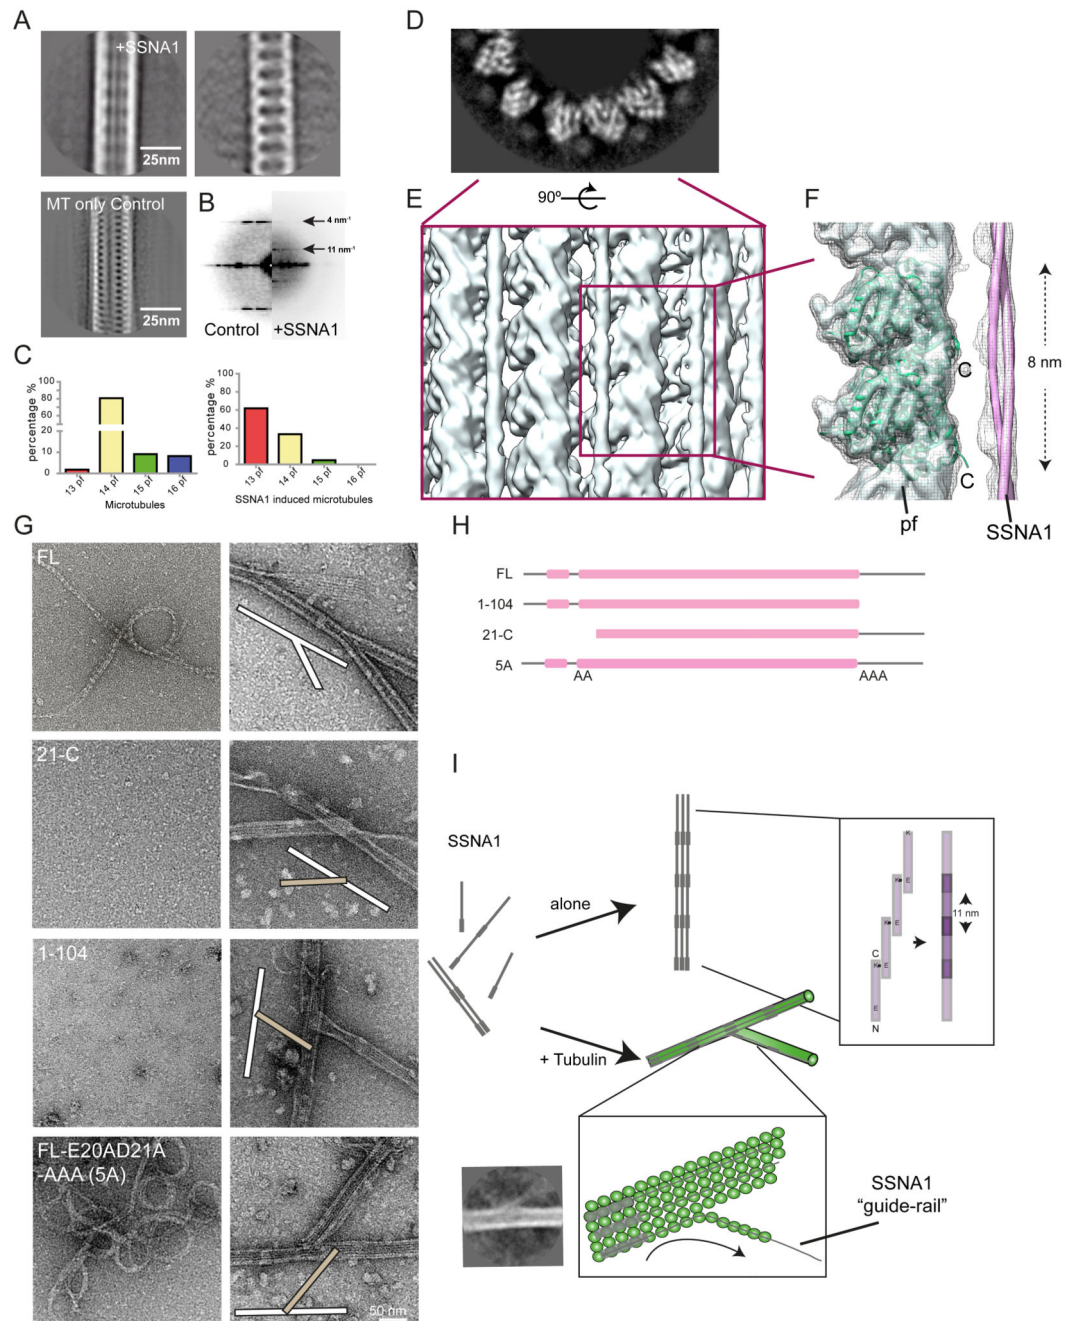 A
+SSNA1
25nm
MT only Control
25nm
B
4 nm⁻¹
11 nm⁻¹
Control
+SSNA1
C
percentage %
100
80
60
40
20
10
0
13 pf
14 pf
15 pf
16 pf
Microtubules
percentage %
100
80
60
40
20
0
13 pf
14 pf
15 pf
16 pf
SSNA1 induced microtubules
D
90º
E
F
C
C
8 nm
pf
SSNA1
G
FL
21-C
1-104
FL-E20AD21A
-AAA (5A)
50 nm
H
FL
1-104
21-C
5A
AA
AAA
I
SSNA1
alone
+ Tubulin
K
K
E
K
E
C
K
E
E
N
11 nm
SSNA1
"guide-rail"